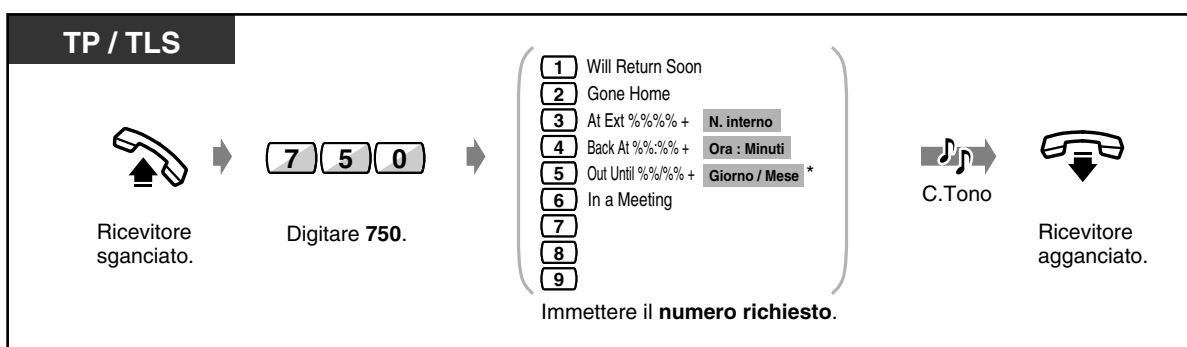 TP / TLS
Ricevitore
sganciato.
7 5 0
Digitare 750.
1 Will Return Soon
2 Gone Home
3 At Ext %%%% + N. interno
4 Back At %%:%% + Ora : Minuti
5 Out Until %%/%% + Giorno / Mese *
6 In a Meeting
7
8
9
Immettere il numero richiesto.
C.Tono
Ricevitore
agganciato.